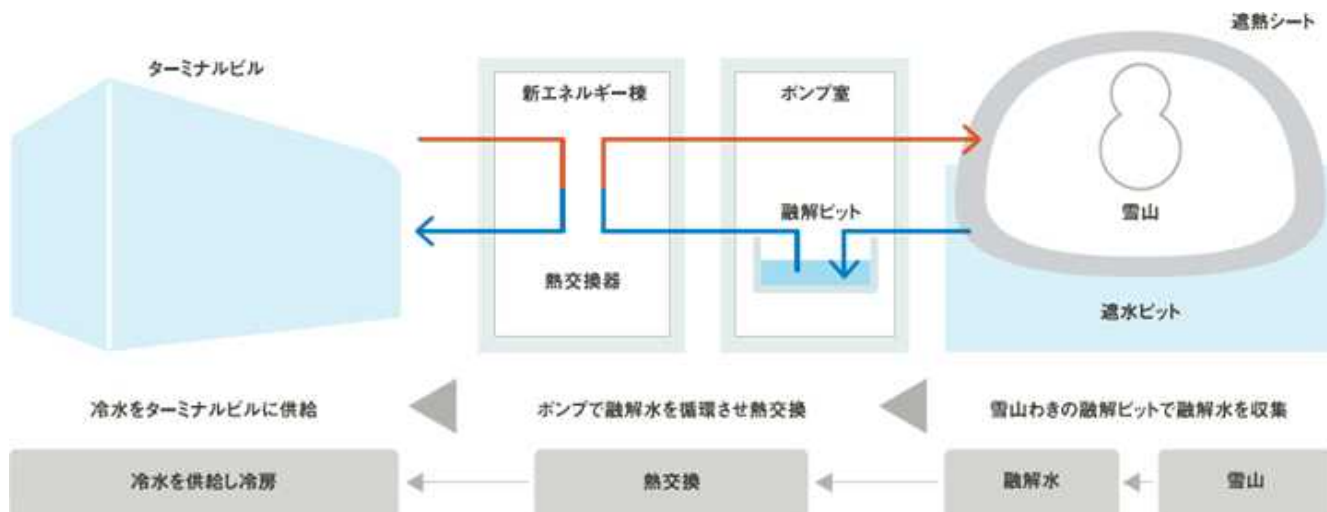 遮熱シート
ターミナルビル
新エネルギー棟
ポンプ室
融解ピット
雪山
熱交換器
遮水ピット
冷水をターミナルビルに供給
ポンプで融解水を循環させ熱交換
雪山わきの融解ピットで融解水を収集
冷水を供給し冷房
熱交換
融解水
雪山